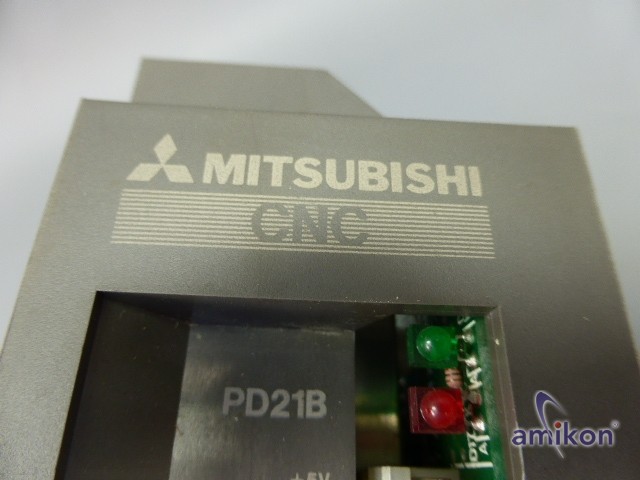 MITSUBISHI
CNC
PD21B
+5V
amikon